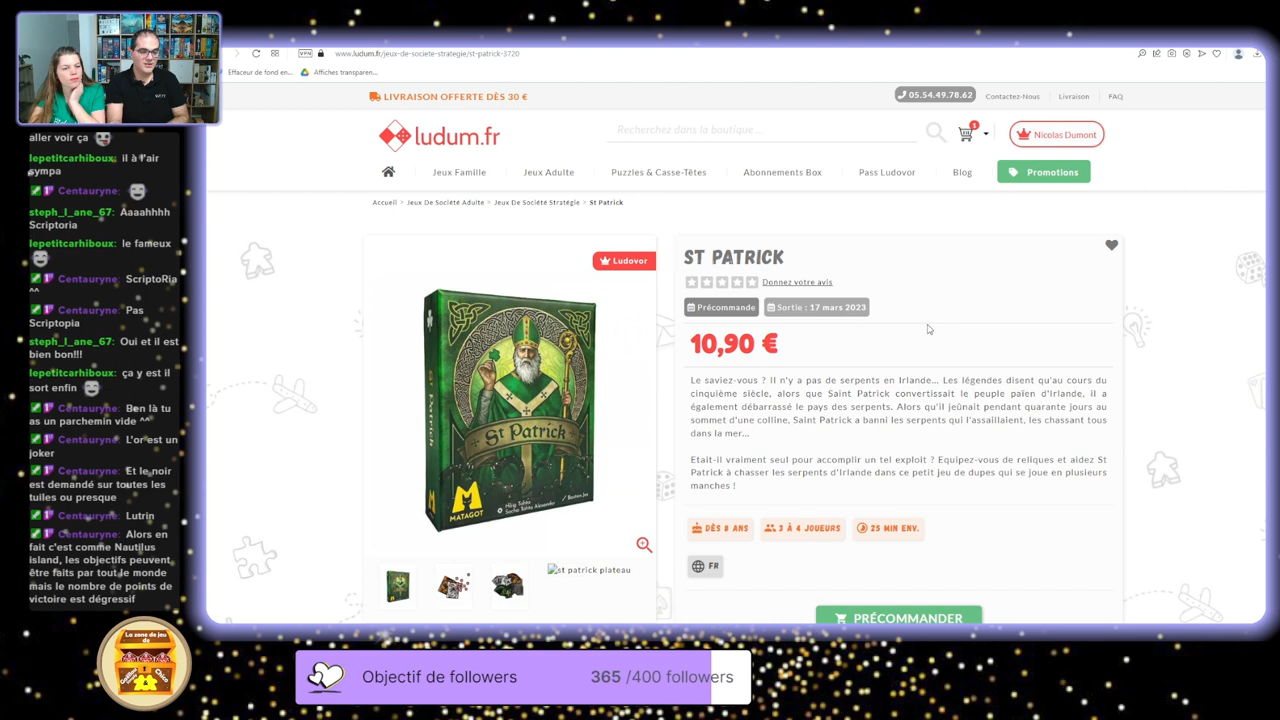 www.ludum.fr/jeux-de-societe-strategie/st-patrick-3720
VPN
Effaceur de fond en...
Affiches transparen...
LIVRAISON OFFERTE DÈS 30 €
05.54.49.78.62
Contactez-Nous
Livraison
FAQ
ludum.fr
Recherchez dans la boutique ...
1
Nicolas Dumont
Jeux Famille
Jeux Adulte
Puzzles & Casse-Têtes
Abonnements Box
Pass Ludovor
Blog
Promotions
Accueil > Jeux De Société Adulte > Jeux De Société Stratégie > St Patrick
aller voir ça
lepetitcarhiboux: il à l'air
sympa
Centauryne:
steph_l_ane_67: Aaaahhhh
Scriptoria
lepetitcarhiboux: le fameux
Centauryne: ScriptoRia
^^
Centauryne: Pas
Scriptopia
steph_l_ane_67: Oui et il est
bien bon!!!
lepetitcarhiboux: ça y est il
sort enfin
Centauryne: Ben là tu
as un parchemin vide ^^
Centauryne: L'or est un
joker
Centauryne: Et le noir
est demandé sur toutes les
tuiles ou presque
Centauryne: Lutrin
Centauryne: Alors en
fait c'est comme Nautilus
island, les objectifs peuvent
être faits par tout le monde
mais le nombre de points de
victoire est dégressif
Ludovor
St Patrick
St Patrick
MATAGOT
st patrick plateau
ST PATRICK
Donnez votre avis
Précommande
Sortie : 17 mars 2023
10,90 €
Le saviez-vous ? Il n'y a pas de serpents en Irlande... Les légendes disent qu'au cours du
cinquième siècle, alors que Saint Patrick convertissait le peuple païen d'Irlande, il a
également débarrassé le pays des serpents. Alors qu'il jeûnait pendant quarante jours au
sommet d'une colline, Saint Patrick a banni les serpents qui l'assaillaient, les chassant tous
dans la mer...
Etait-il vraiment seul pour accomplir un tel exploit ? Equipez-vous de reliques et aidez St
Patrick à chasser les serpents d'Irlande dans ce petit jeu de dupes qui se joue en plusieurs
manches !
DÈS 8 ANS
3 À 4 JOUEURS
25 MIN ENV.
FR
PRÉCOMMANDER
La zone de jeu
de
Chico
Objectif de followers
365 /400 followers